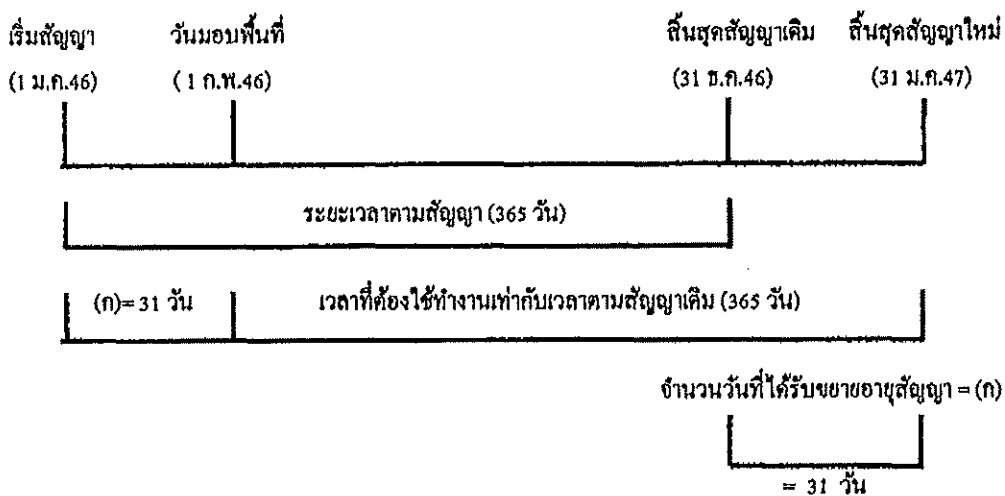 เริ่มสัญญา วันมอบพื้นที่ สิ้นสุดสัญญาเดิม สิ้นสุดสัญญาใหม่
(1 ม.ค.46) ( 1 ก.พ.46) (31 ธ.ค.46) (31 ม.ค.47)
ระยะเวลาตามสัญญา (365 วัน)
(ก)= 31 วัน เวลาที่ต้องใช้ทำงานเท่ากับเวลาตามสัญญาเดิม (365 วัน)
จำนวนวันที่ได้รับขยายอายุสัญญา = (ก)
= 31 วัน